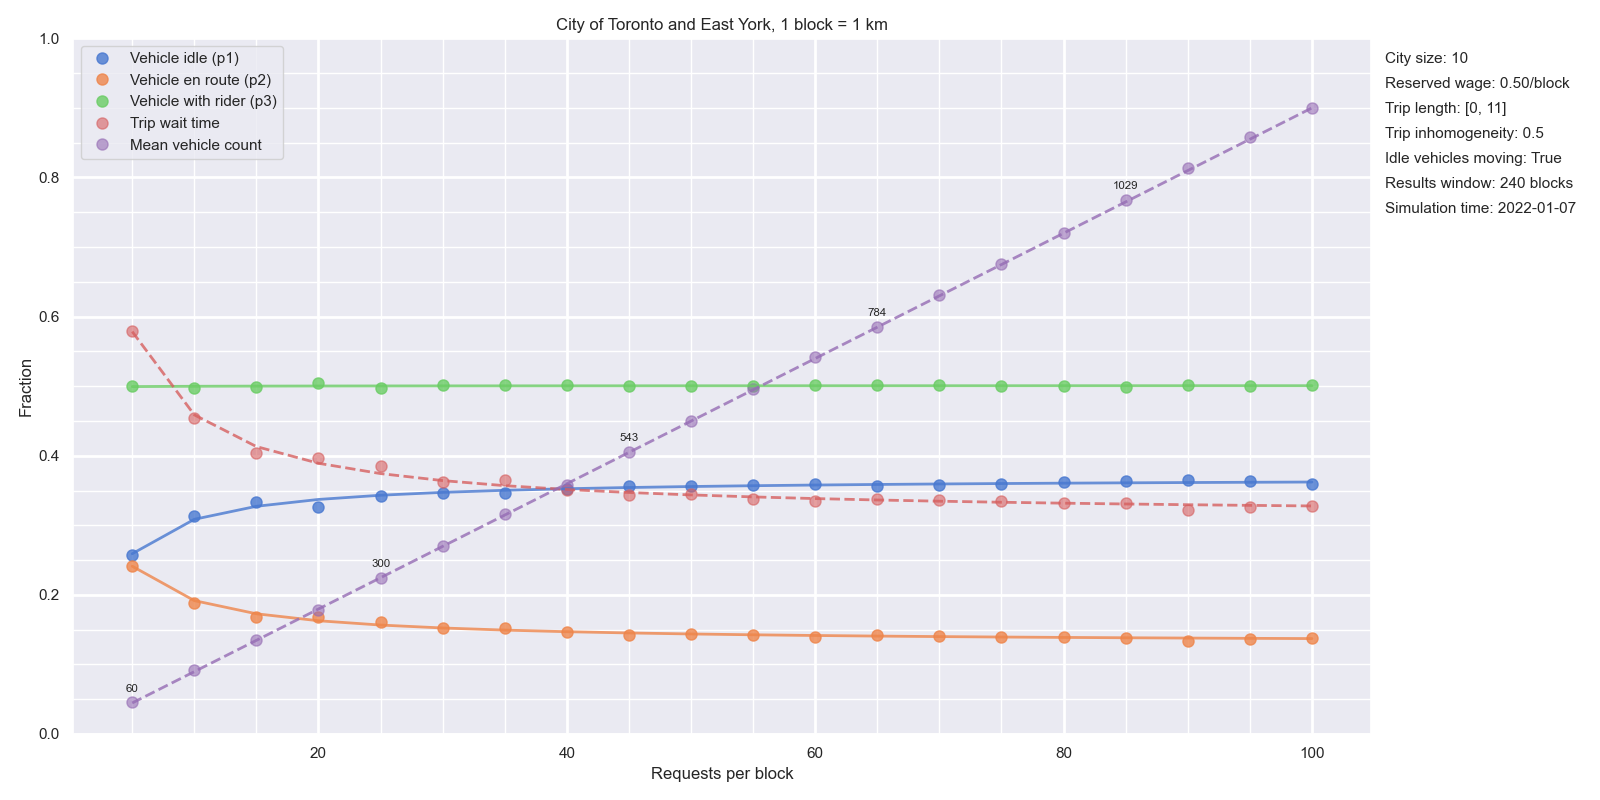 City of Toronto and East York, 1 block = 1 km
1.0
0.8
0.6
0.4
0.2
0.0
Fraction
Vehicle idle (p1)
Vehicle en route (p2)
Vehicle with rider (p3)
Trip wait time
Mean vehicle count
60
300
543
784
1029
20
40
60
80
100
Requests per block
City size: 10
Reserved wage: 0.50/block
Trip length: [0, 11]
Trip inhomogeneity: 0.5
Idle vehicles moving: True
Results window: 240 blocks
Simulation time: 2022-01-07